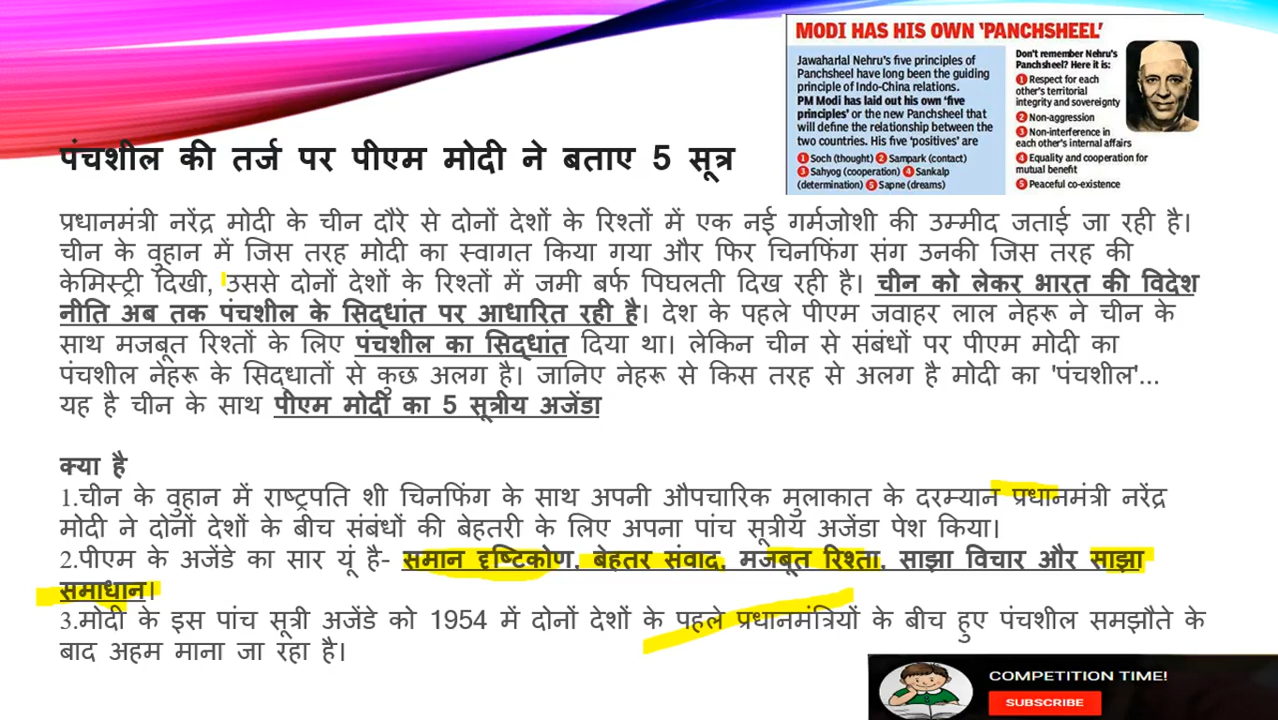 MODI HAS HIS OWN 'PANCHSHEEL'
Jawaharlal Nehru's five principles of
Panchsheel have long been the guiding
principle of Indo-China relations.
PM Modi has laid out his own 'five
principles' or the new Panchsheel that
will define the relationship between the
two countries. His five 'positives' are
1 Soch (thought) 2 Sampark (contact)
3 Sahyog (cooperation) 4 Sankalp
(determination) 5 Sapne (dreams)
Don't remember Nehru's
Panchsheel? Here it is:
1 Respect for each
other's territorial
integrity and sovereignty
2 Non-aggression
3 Non-interference in
each other's internal affairs
4 Equality and cooperation for
mutual benefit
5 Peaceful co-existence
पंचशील की तर्ज पर पीएम मोदी ने बताए 5 सूत्र
प्रधानमंत्री नरेंद्र मोदी के चीन दौरे से दोनों देशों के रिश्तों में एक नई गर्मजोशी की उम्मीद जताई जा रही है।
चीन के वुहान में जिस तरह मोदी का स्वागत किया गया और फिर चिनफिंग संग उनकी जिस तरह की
केमिस्ट्री दिखी, उससे दोनों देशों के रिश्तों में जमी बर्फ पिघलती दिख रही है। चीन को लेकर भारत की विदेश
नीति अब तक पंचशील के सिद्धांत पर आधारित रही है। देश के पहले पीएम जवाहर लाल नेहरू ने चीन के
साथ मजबूत रिश्तों के लिए पंचशील का सिद्धांत दिया था। लेकिन चीन से संबंधों पर पीएम मोदी का
पंचशील नेहरू के सिद्धातों से कुछ अलग है। जानिए नेहरू से किस तरह से अलग है मोदी का 'पंचशील'...
यह है चीन के साथ पीएम मोदी का 5 सूत्रीय अजेंडा
क्या है
1.चीन के वुहान में राष्ट्रपति शी चिनफिंग के साथ अपनी औपचारिक मुलाकात के दरम्यान प्रधानमंत्री नरेंद्र
मोदी ने दोनों देशों के बीच संबंधों की बेहतरी के लिए अपना पांच सूत्रीय अजेंडा पेश किया।
2.पीएम के अजेंडे का सार यूं है- समान दृष्टिकोण, बेहतर संवाद, मजबूत रिश्ता, साझा विचार और साझा
समाधान।
3.मोदी के इस पांच सूत्री अजेंडे को 1954 में दोनों देशों के पहले प्रधानमंत्रियों के बीच हुए पंचशील समझौते के
बाद अहम माना जा रहा है।
COMPETITION TIME!
SUBSCRIBE